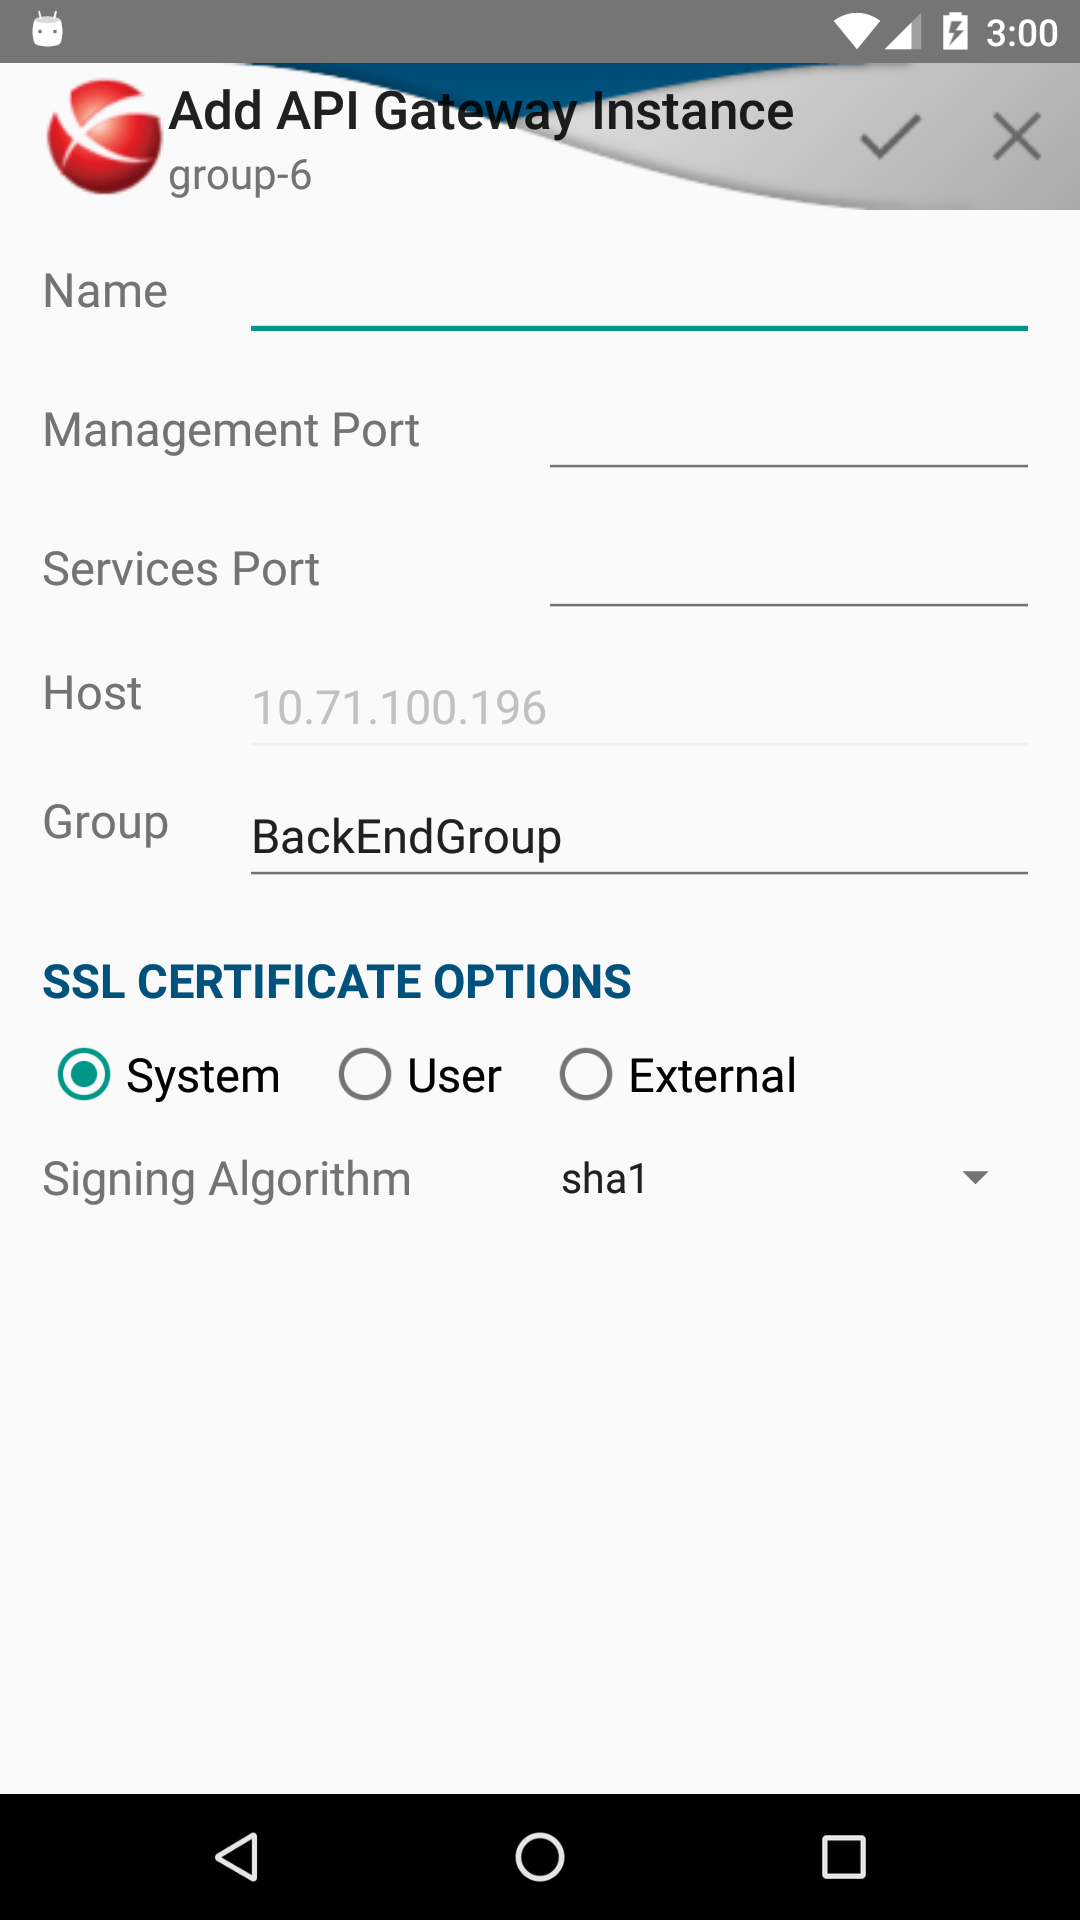 3:00
Add API Gateway Instance
group-6
Name
Management Port
Services Port
Host 10.71.100.196
Group BackEndGroup
SSL CERTIFICATE OPTIONS
System User External
Signing Algorithm sha1